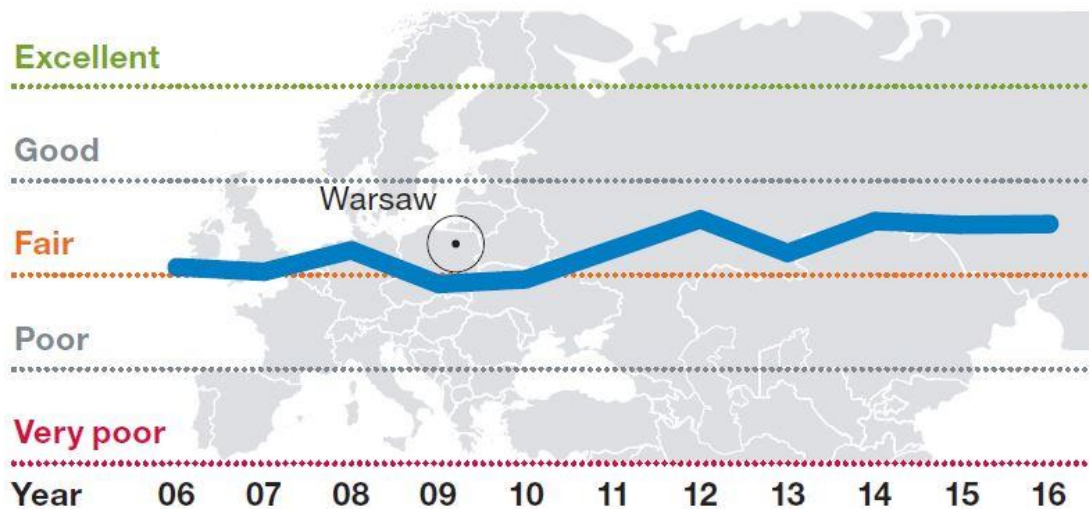 Excellent
Good
Warsaw
Fair
Poor
Very poor
Year 06 07 08 09 10 11 12 13 14 15 16